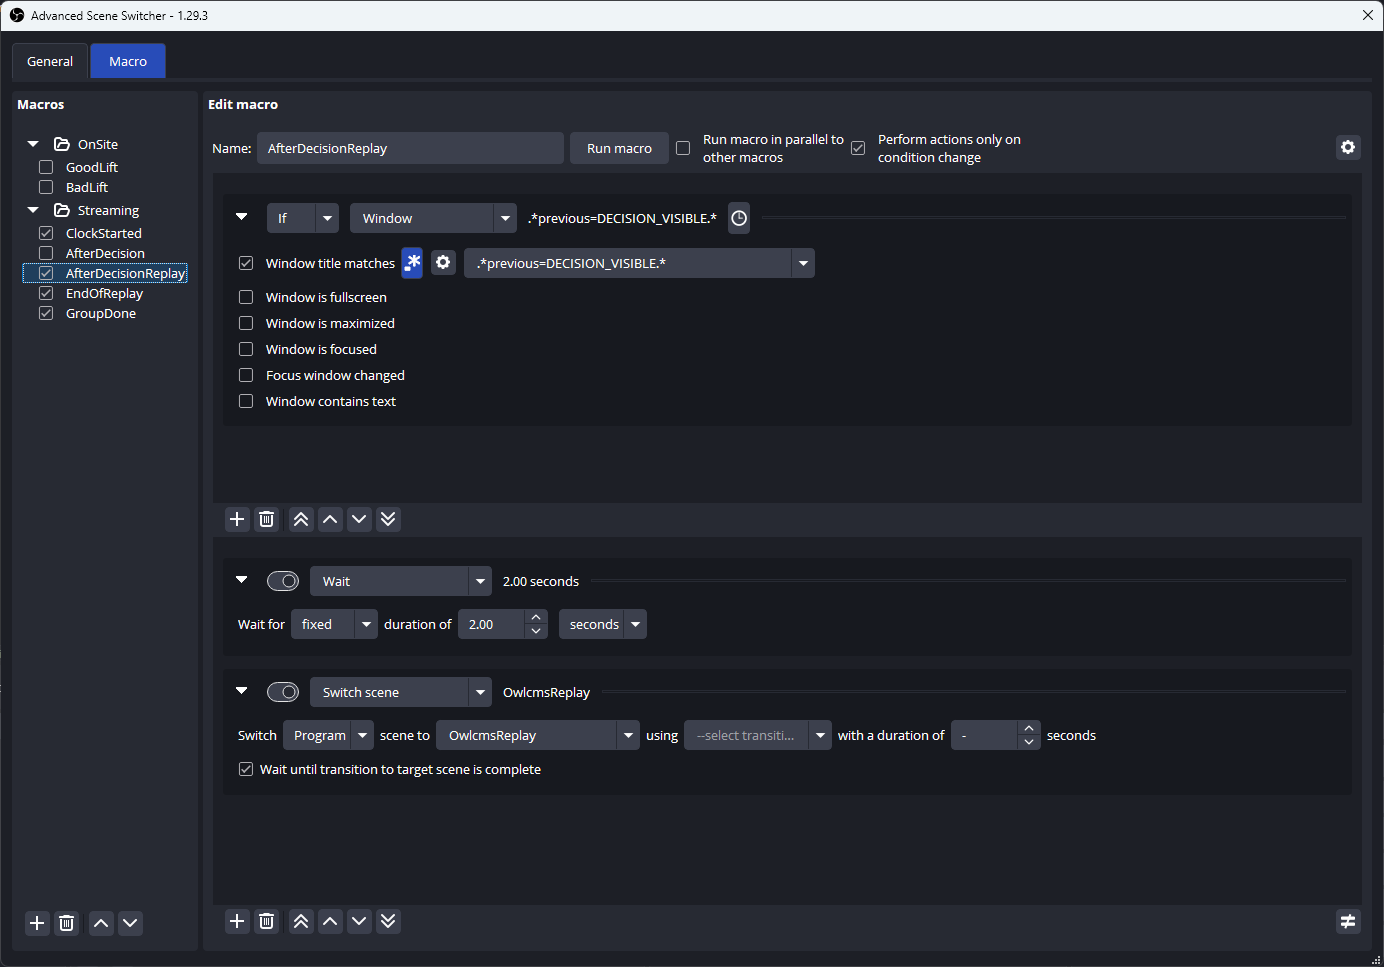 Advanced Scene Switcher - 1.29.3
General
Macro
Macros
Edit macro
OnSite
GoodLift
BadLift
Streaming
ClockStarted
AfterDecision
AfterDecisionReplay
EndOfReplay
GroupDone
Name: AfterDecisionReplay
Run macro
Run macro in parallel to
other macros
Perform actions only on
condition change
If
Window
.*previous=DECISION_VISIBLE.*
Window title matches
.*
.*previous=DECISION_VISIBLE.*
Window is fullscreen
Window is maximized
Window is focused
Focus window changed
Window contains text
Wait
2.00 seconds
Wait for fixed duration of 2.00 seconds
Switch scene
OwlcmsReplay
Switch Program scene to OwlcmsReplay using --select transiti... with a duration of - seconds
Wait until transition to target scene is complete